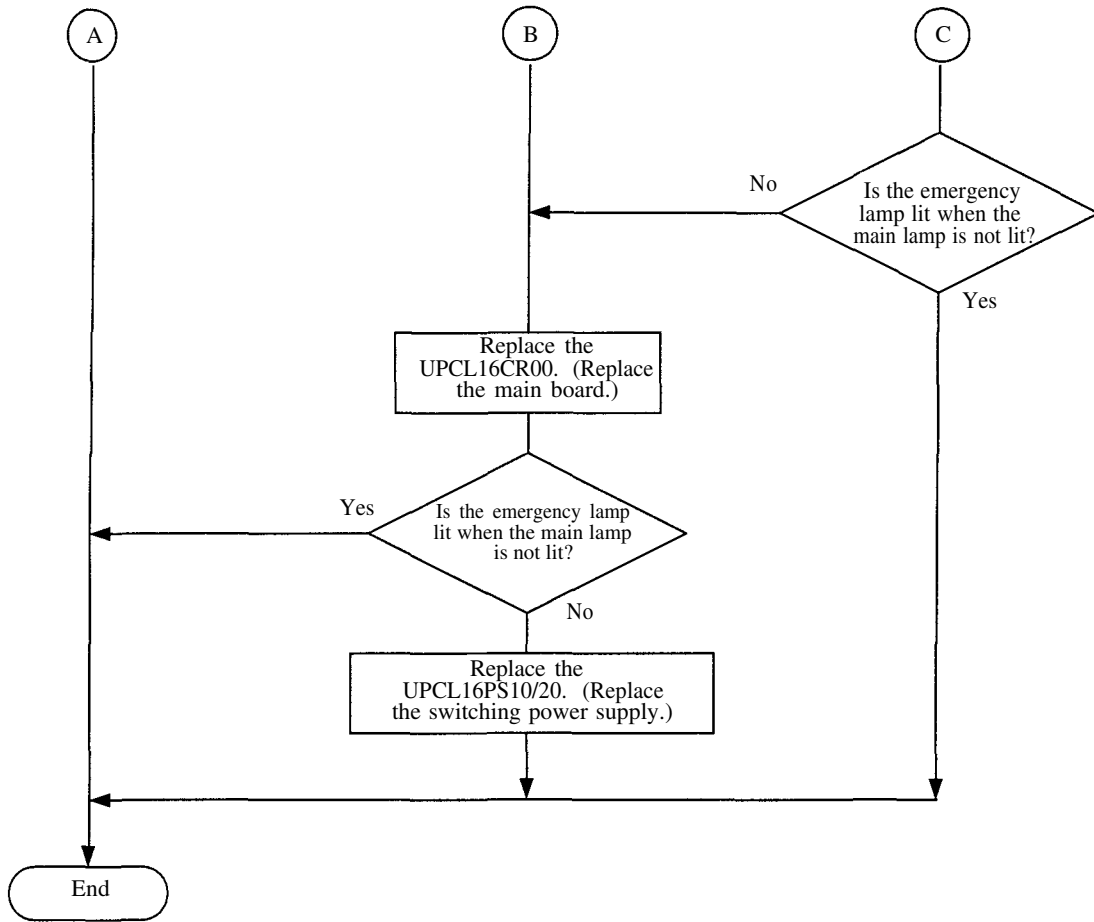 A
B
C
No
Is the emergency
lamp lit when the
main lamp is not lit?
Yes
Replace the
UPCL16CR00. (Replace
the main board.)
Yes
Is the emergency lamp
lit when the main lamp
is not lit?
No
Replace the
UPCL16PS10/20. (Replace
the switching power supply.)
End